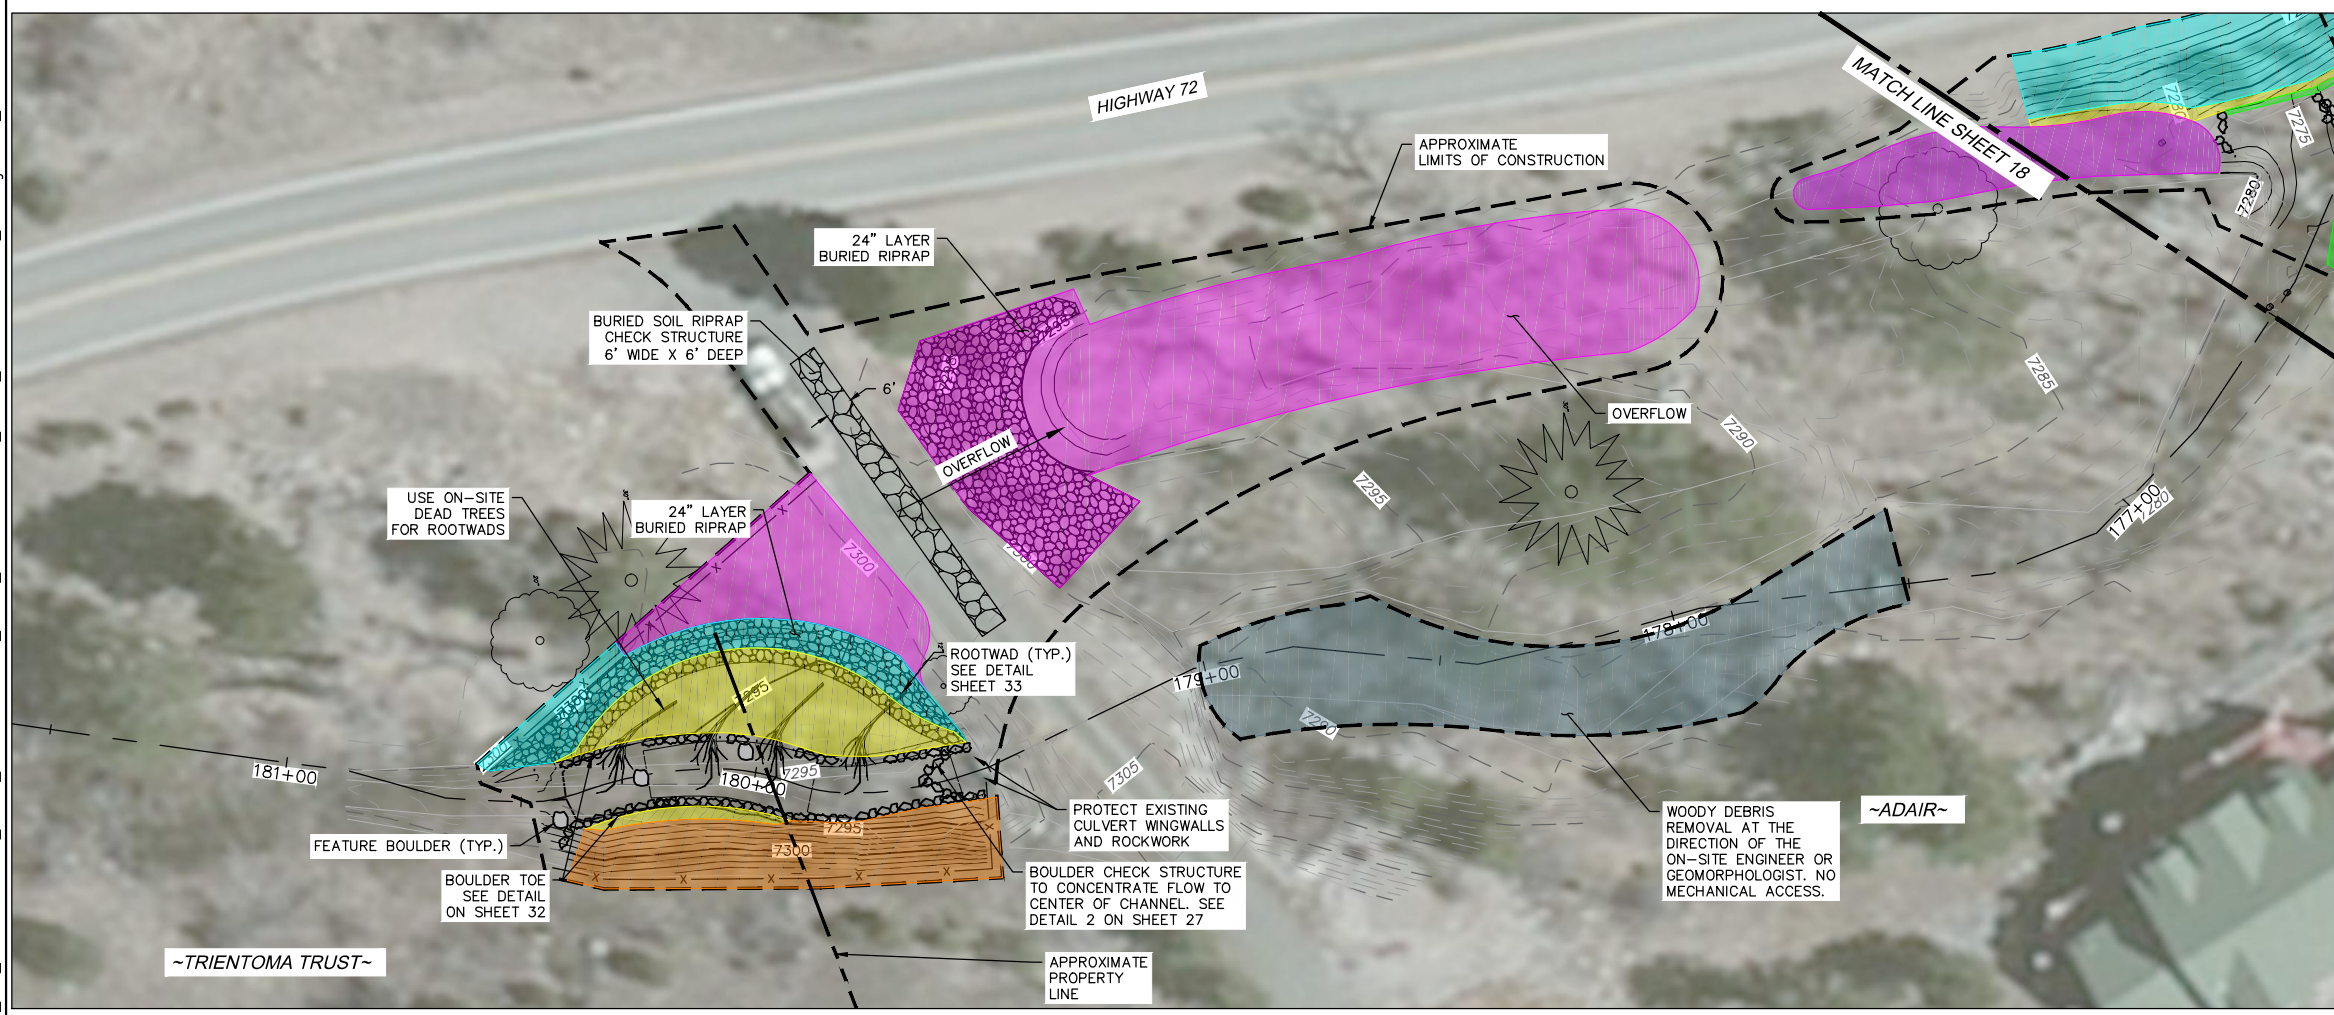 HIGHWAY 72
MATCH LINE SHEET 18
7280
7275
7280
APPROXIMATE
LIMITS OF CONSTRUCTION
24” LAYER
BURIED RIPRAP
BURIED SOIL RIPRAP
CHECK STRUCTURE
6’ WIDE X 6’ DEEP
6’
7295
OVERFLOW
OVERFLOW
7285
7290
7295
177+00
7280
USE ON-SITE
DEAD TREES
FOR ROOTWADS
24” LAYER
BURIED RIPRAP
7300
7300
ROOTWAD (TYP.)
SEE DETAIL
SHEET 33
178+00
179+00
7290
7300
7295
181+00
180+00
7295
7305
FEATURE BOULDER (TYP.)
7295
7300
PROTECT EXISTING
CULVERT WINGWALLS
AND ROCKWORK
WOODY DEBRIS
REMOVAL AT THE
DIRECTION OF THE
ON-SITE ENGINEER OR
GEOMORPHOLOGIST. NO
MECHANICAL ACCESS.
~ADAIR~
BOULDER TOE
SEE DETAIL
ON SHEET 32
X X X X X
BOULDER CHECK STRUCTURE
TO CONCENTRATE FLOW TO
CENTER OF CHANNEL. SEE
DETAIL 2 ON SHEET 27
~TRIENTOMA TRUST~
APPROXIMATE
PROPERTY
LINE